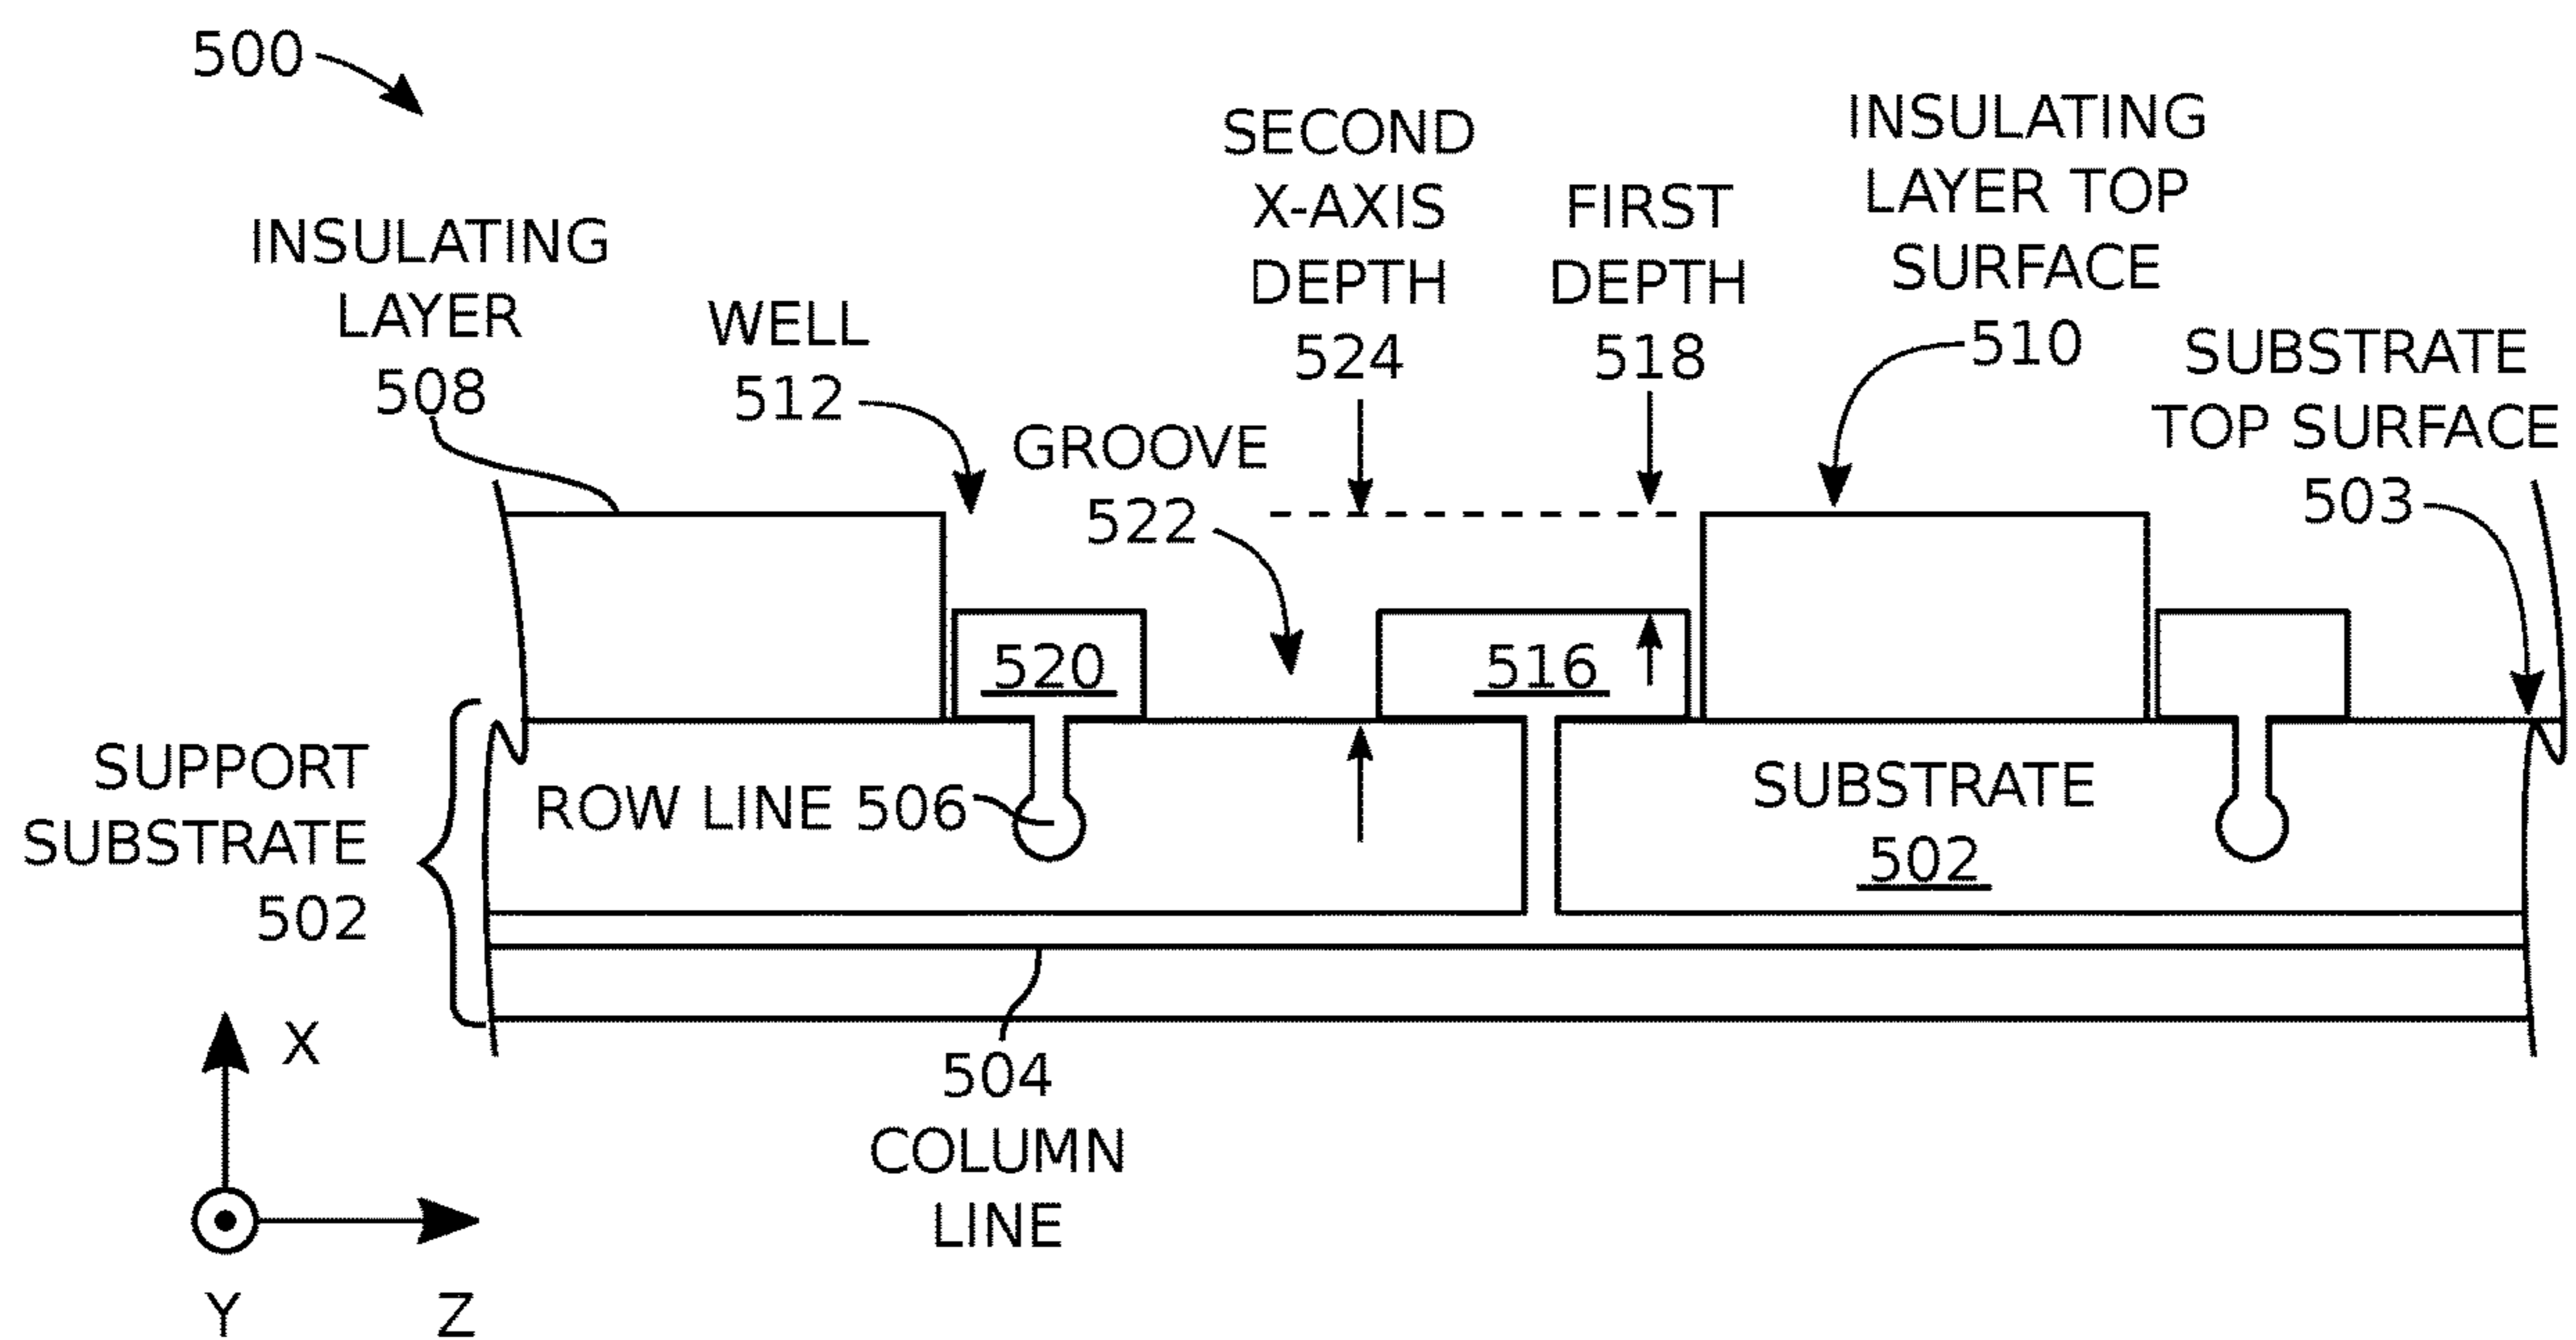 500
INSULATING
LAYER
508
WELL
512
GROOVE
522
SECOND
X-AXIS
DEPTH
524
FIRST
DEPTH
518
INSULATING
LAYER TOP
SURFACE
510
SUBSTRATE
TOP SURFACE
503
520
516
SUPPORT
SUBSTRATE
502
ROW LINE 506
SUBSTRATE
502
504
COLUMN
LINE
X
Y
Z